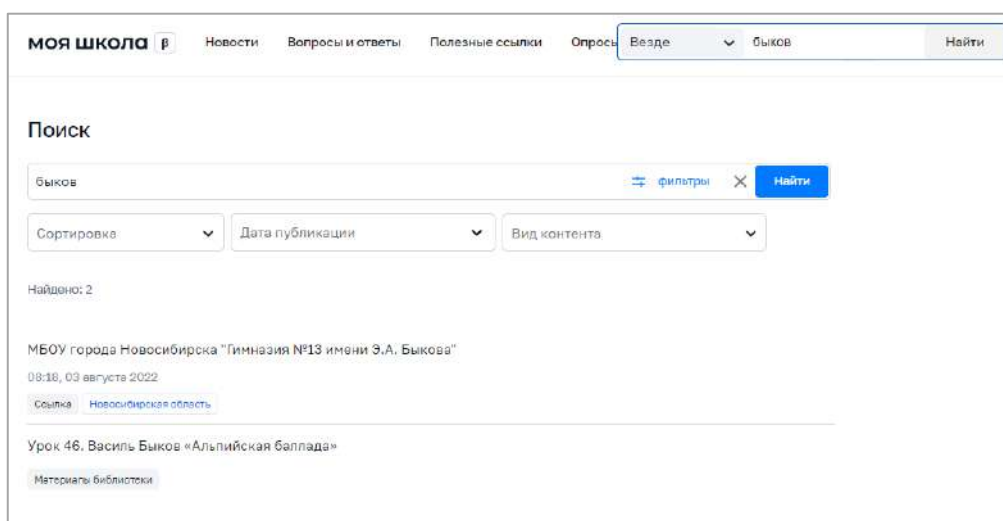 моя школа β Новости Вопросы и ответы Полезные ссылки Опросы Везде быков Найти
Поиск
быков фильтры Найти
Сортировка Дата публикации Вид контента
Найдено: 2
МБОУ города Новосибирска "Гимназия №13 имени Э.А. Быкова"
08:18, 03 августа 2022
Ссылка Новосибирская область
Урок 46. Василь Быков «Альпийская баллада»
Материалы библиотеки